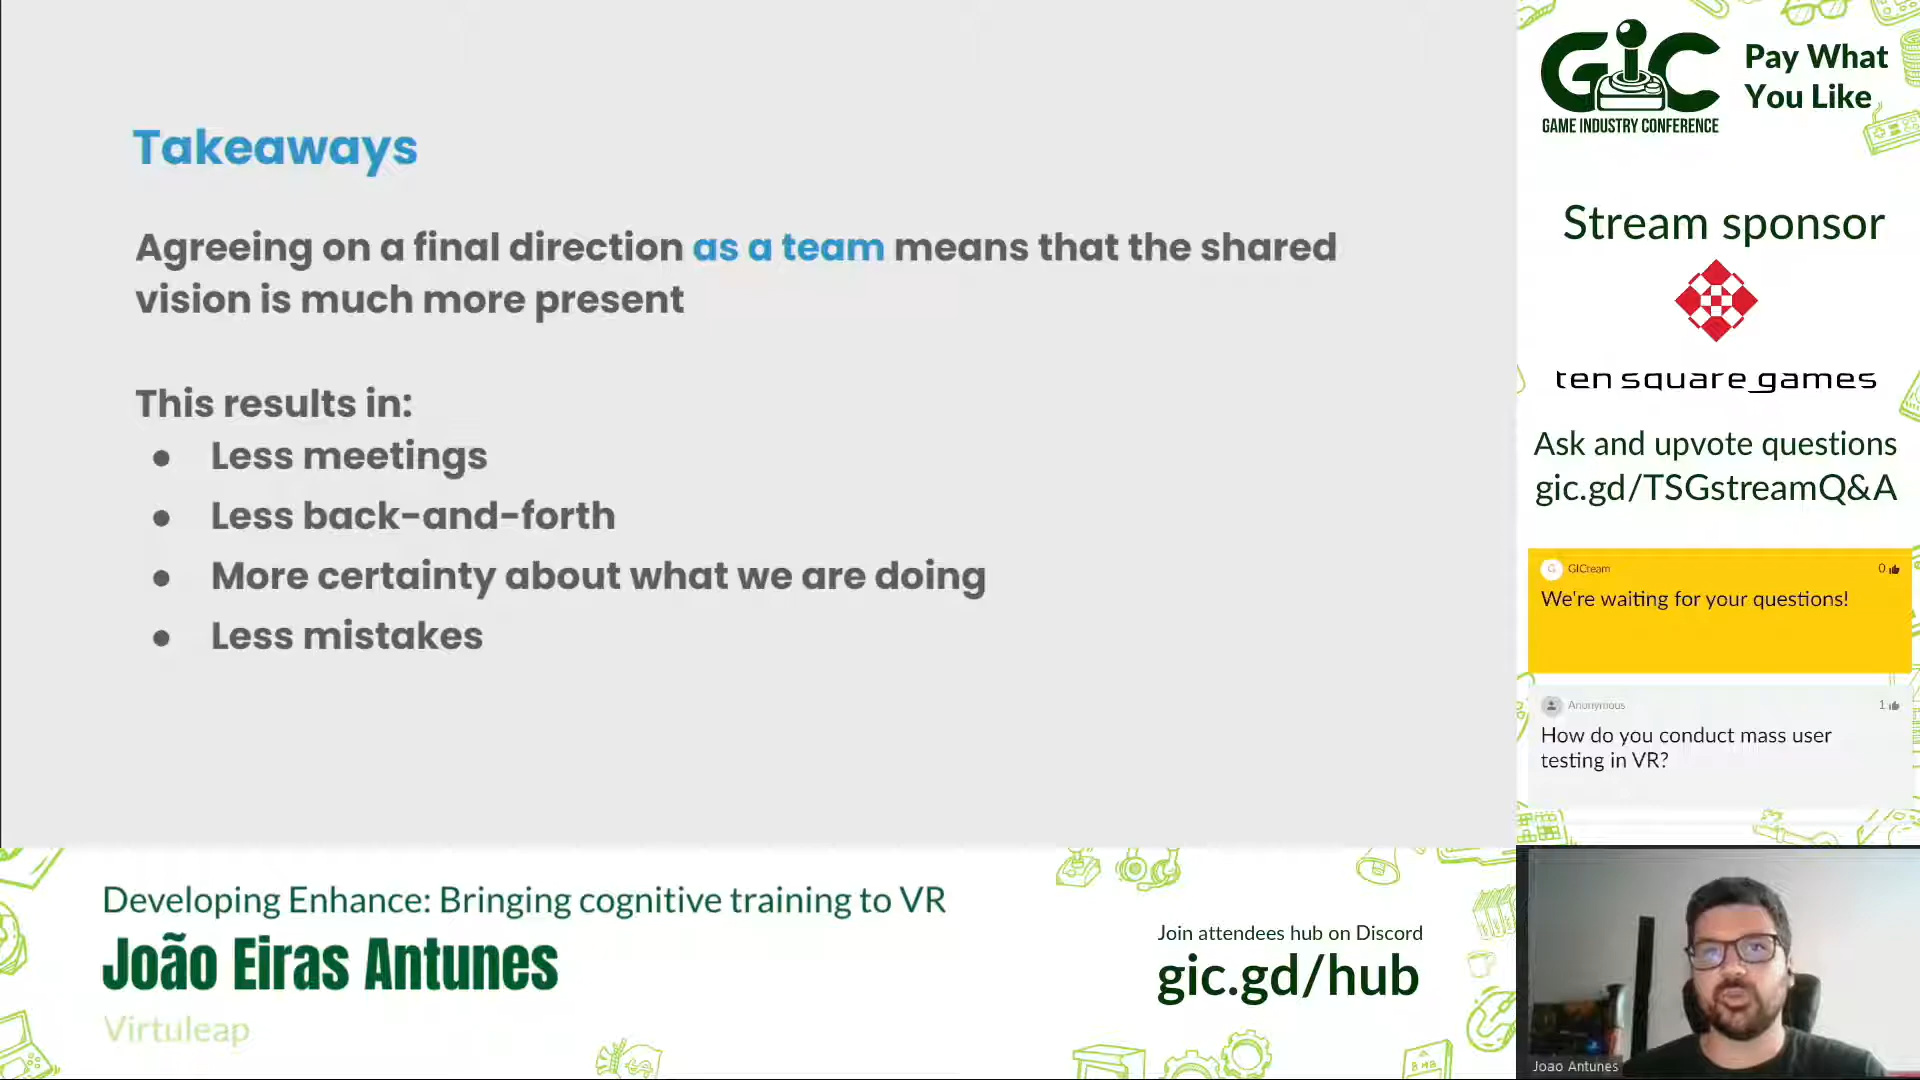 Takeaways
Agreeing on a final direction as a team means that the shared
vision is much more present
This results in:
● Less meetings
● Less back-and-forth
● More certainty about what we are doing
● Less mistakes
GIC
GAME INDUSTRY CONFERENCE
Pay What
You Like
Stream sponsor
ten square games
Ask and upvote questions
gic.gd/TSGstreamQ&A
G GICteam 0
We're waiting for your questions!
Anonymous 1
How do you conduct mass user
testing in VR?
Developing Enhance: Bringing cognitive training to VR
João Eiras Antunes
Virtuleap
Join attendees hub on Discord
gic.gd/hub
8 MB
Joao Antunes